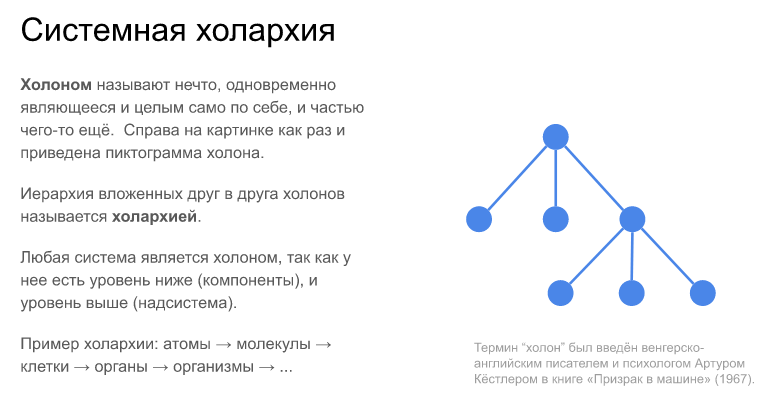 Системная холархия
Холоном называют нечто, одновременно
являющееся и целым само по себе, и частью
чего-то ещё.  Справа на картинке как раз и
приведена пиктограмма холона.
Иерархия вложенных друг в друга холонов
называется холархией.
Любая система является холоном, так как у
нее есть уровень ниже (компоненты), и
уровень выше (надсистема).
Пример холархии: атомы → молекулы →
клетки → органы → организмы → ...
Термин “холон” был введён венгерско-
английским писателем и психологом Артуром
Кёстлером в книге «Призрак в машине» (1967).